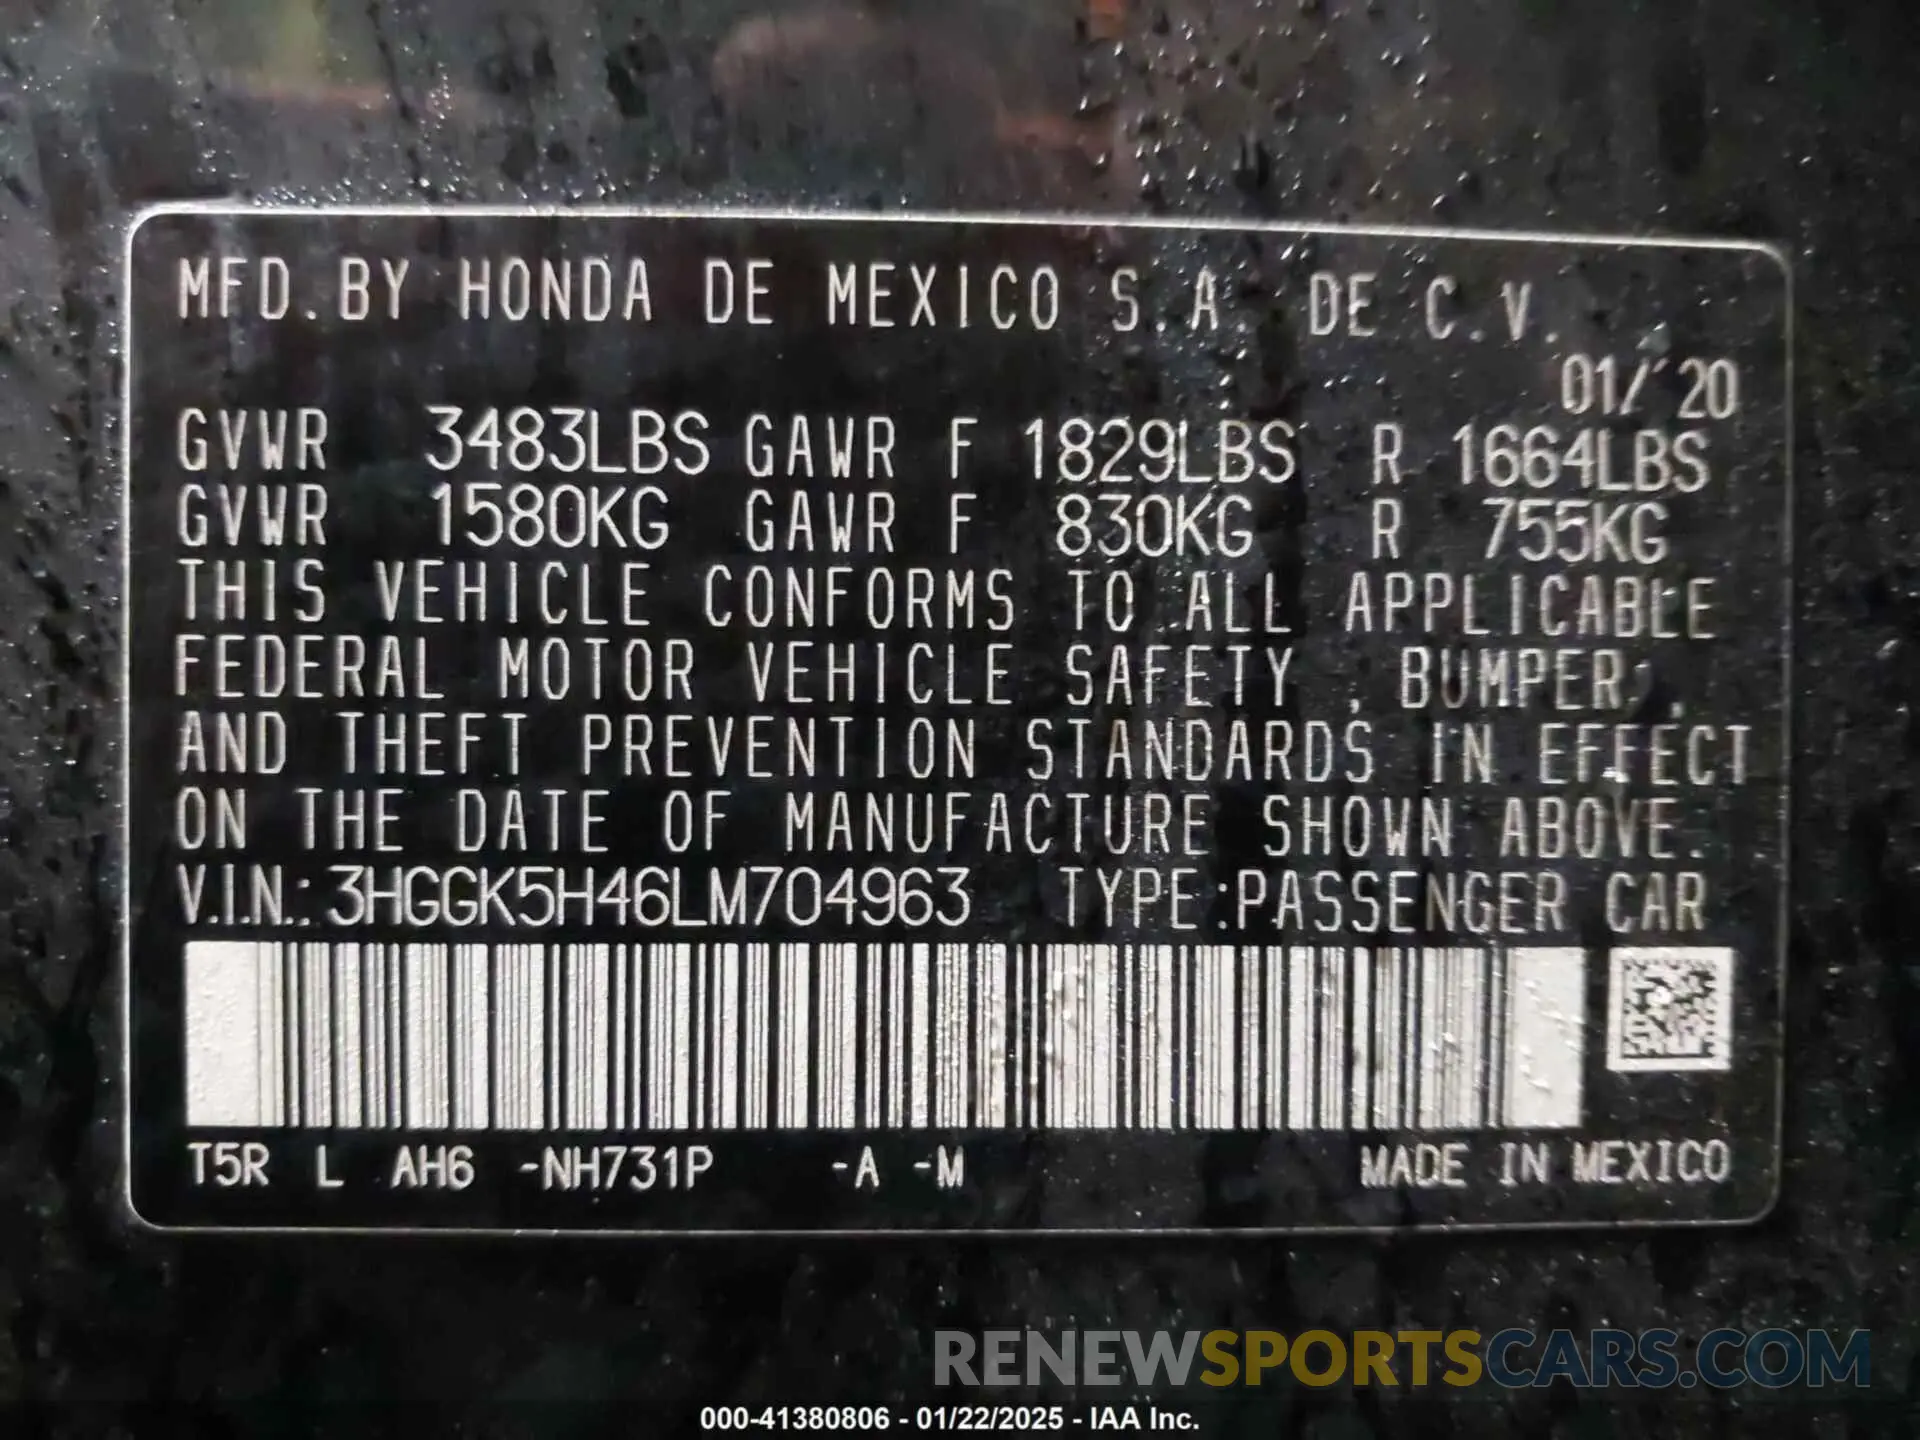 MFD. BY HONDA DE MEXICO S.A. DE C.V.
01/'20
GVWR 3483LBS GAWR F 1829LBS R 1664LBS
GVWR 1580KG GAWR F 830KG R 755KG
THIS VEHICLE CONFORMS TO ALL APPLICABLE
FEDERAL MOTOR VEHICLE SAFETY , BUMPER ,
AND THEFT PREVENTION STANDARDS IN EFFECT
ON THE DATE OF MANUFACTURE SHOWN ABOVE.
V.I.N.: 3HGGK5H46LM704963 TYPE:PASSENGER CAR
T5R L AH6 -NH731P -A -M MADE IN MEXICO
RENEWSPORTSCARS.COM
000-41380806 - 01/22/2025 - IAA Inc.